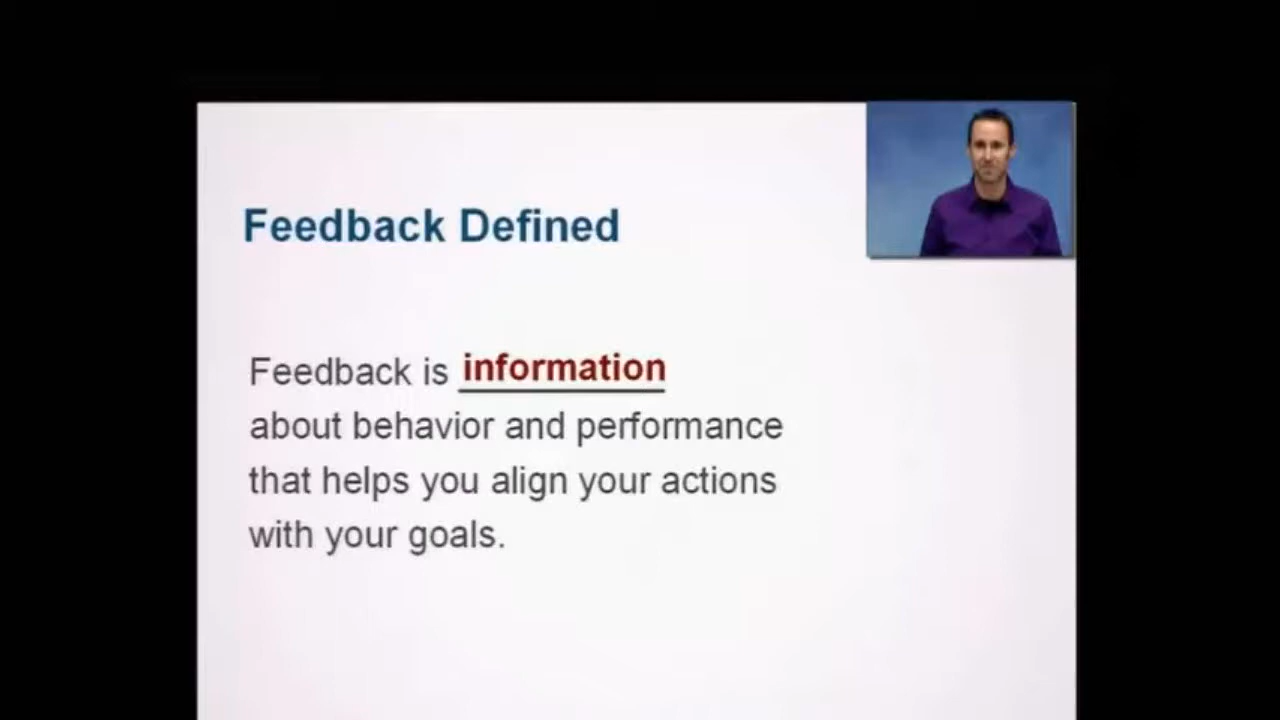 Feedback Defined
Feedback is information
about behavior and performance
that helps you align your actions
with your goals.